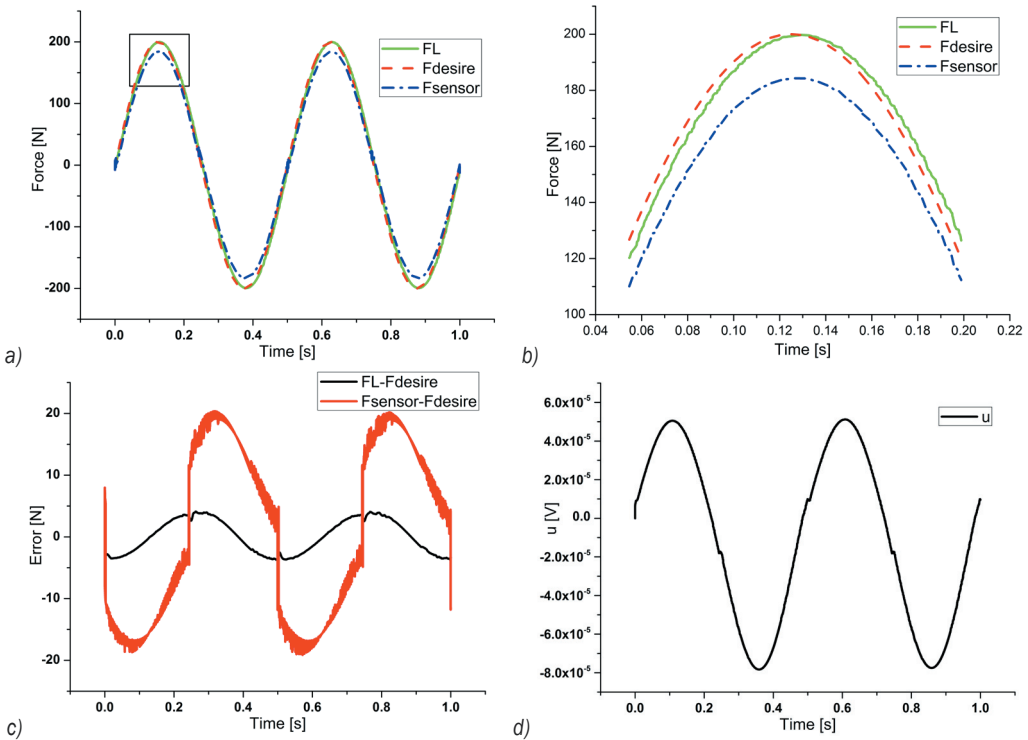 FL
Fdesire
Fsensor
Force [N]
200
100
0
-100
-200
0.0 0.2 0.4 0.6 0.8 1.0
Time [s]
a)
FL
Fdesire
Fsensor
Force [N]
200
180
160
140
120
100
0.04 0.06 0.08 0.10 0.12 0.14 0.16 0.18 0.20 0.22
Time [s]
b)
FL-Fdesire
Fsensor-Fdesire
Error [N]
20
10
0
-10
-20
0.0 0.2 0.4 0.6 0.8 1.0
Time [s]
c)
u
u [V]
6.0x10⁻⁵
4.0x10⁻⁵
2.0x10⁻⁵
0.0
-2.0x10⁻⁵
-4.0x10⁻⁵
-6.0x10⁻⁵
-8.0x10⁻⁵
0.0 0.2 0.4 0.6 0.8 1.0
Time [s]
d)